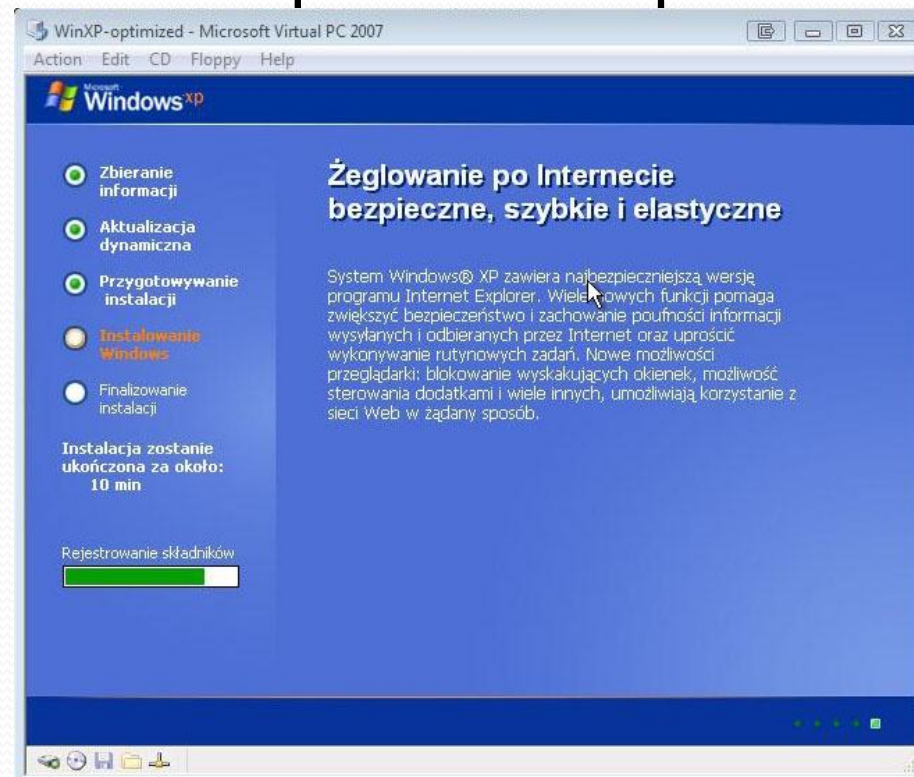 WinXP-optimized - Microsoft Virtual PC 2007
Action Edit CD Floppy Help
Microsoft
Windows xp
Zbieranie
informacji
Aktualizacja
dynamiczna
Przygotowywanie
instalacji
Instalowanie
Windows
Finalizowanie
instalacji
Instalacja zostanie
ukończona za około:
10 min
Rejestrowanie składników
Żeglowanie po Internecie
bezpieczne, szybkie i elastyczne
System Windows® XP zawiera najbezpieczniejszą wersję
programu Internet Explorer. Wiele nowych funkcji pomaga
zwiększyć bezpieczeństwo i zachowanie poufności informacji
wysyłanych i odbieranych przez Internet oraz uprościć
wykonywanie rutynowych zadań. Nowe możliwości
przeglądarki: blokowanie wyskakujących okienek, możliwość
sterowania dodatkami i wiele innych, umożliwiają korzystanie z
sieci Web w żądany sposób.